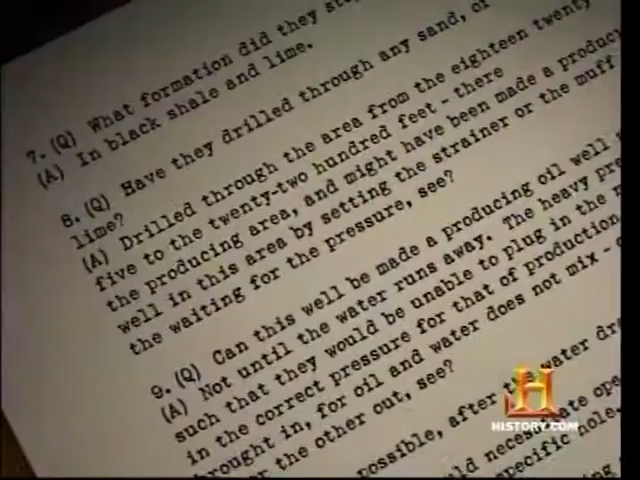 7. (Q) What formation did they
(A) In black shale and lime.
8. (Q) Have they drilled through any sand, or
lime?
(A) Drilled through the area from the eighteen twenty
five to the twenty-two hundred feet - there
the producing area, and might have been made a
well in this area by setting the strainer or the muff
the waiting for the pressure, see?
9. (Q) Can this well be made a producing oil well
(A) Not until the water runs away. The heavy
such that they would be unable to plug in the
in the correct pressure for that of production
brought in, for oil and water does not mix -
the other out, see?
possible, after the water
necessitate
specific hole.
H
HISTORY.COM